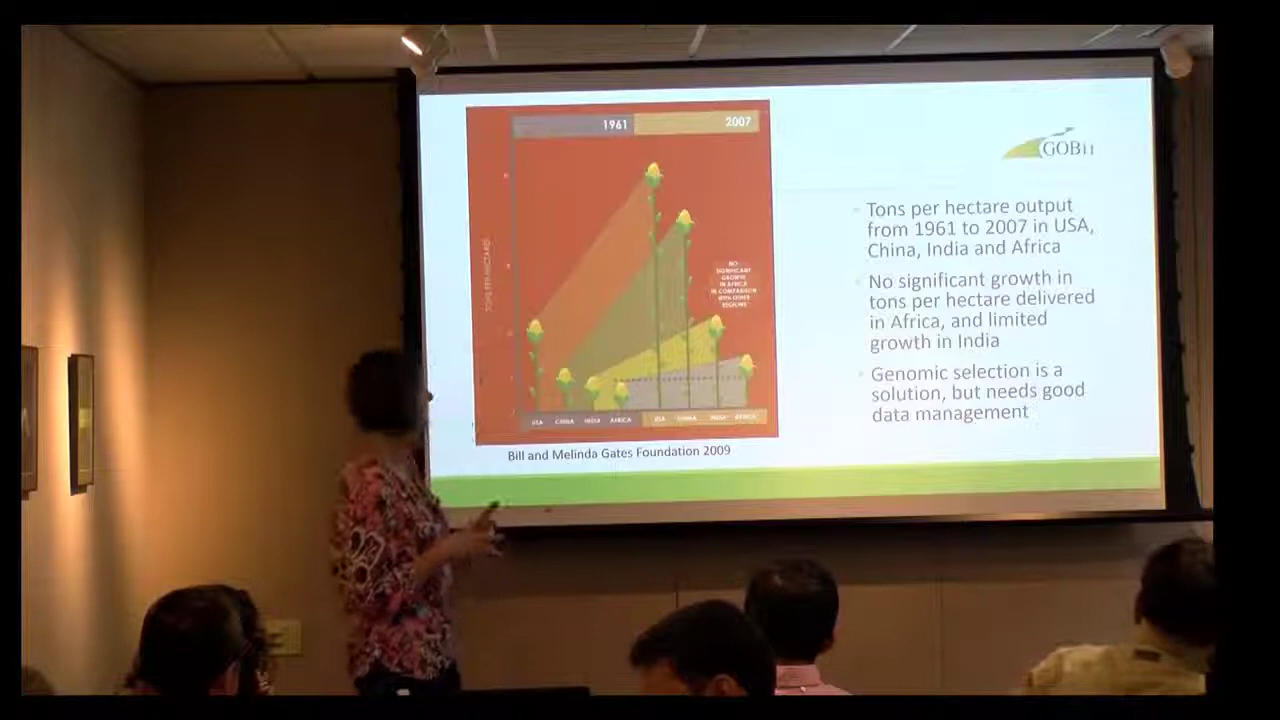 1961
2007
TONS PER HECTARE
NO
SIGNIFICANT
GROWTH
IN AFRICA
IN COMPARISON
WITH OTHER
REGIONS
USA CHINA INDIA AFRICA
USA CHINA INDIA AFRICA
Bill and Melinda Gates Foundation 2009
GOBii
Tons per hectare output
from 1961 to 2007 in USA,
China, India and Africa
No significant growth in
tons per hectare delivered
in Africa, and limited
growth in India
Genomic selection is a
solution, but needs good
data management